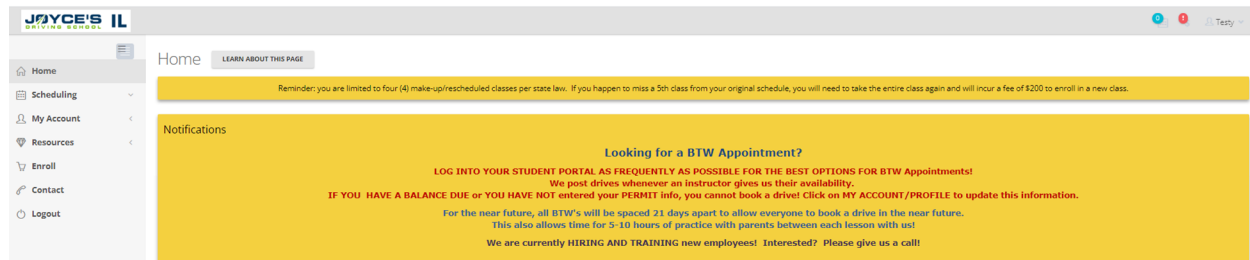 JOYCE'S IL
DRIVING SCHOOL
0
!
Testy
Home
LEARN ABOUT THIS PAGE
Home
Scheduling
My Account
Resources
Enroll
Contact
Logout
Reminder: you are limited to four (4) make-up/rescheduled classes per state law. If you happen to miss a 5th class from your original schedule, you will need to take the entire class again and will incur a fee of $200 to enroll in a new class.
Notifications
Looking for a BTW Appointment?
LOG INTO YOUR STUDENT PORTAL AS FREQUENTLY AS POSSIBLE FOR THE BEST OPTIONS FOR BTW Appointments!
We post drives whenever an instructor gives us their availability.
IF YOU HAVE A BALANCE DUE or YOU HAVE NOT entered your PERMIT info, you cannot book a drive! Click on MY ACCOUNT/PROFILE to update this information.
For the near future, all BTW's will be spaced 21 days apart to allow everyone to book a drive in the near future.
This also allows time for 5-10 hours of practice with parents between each lesson with us!
We are currently HIRING AND TRAINING new employees! Interested? Please give us a call!